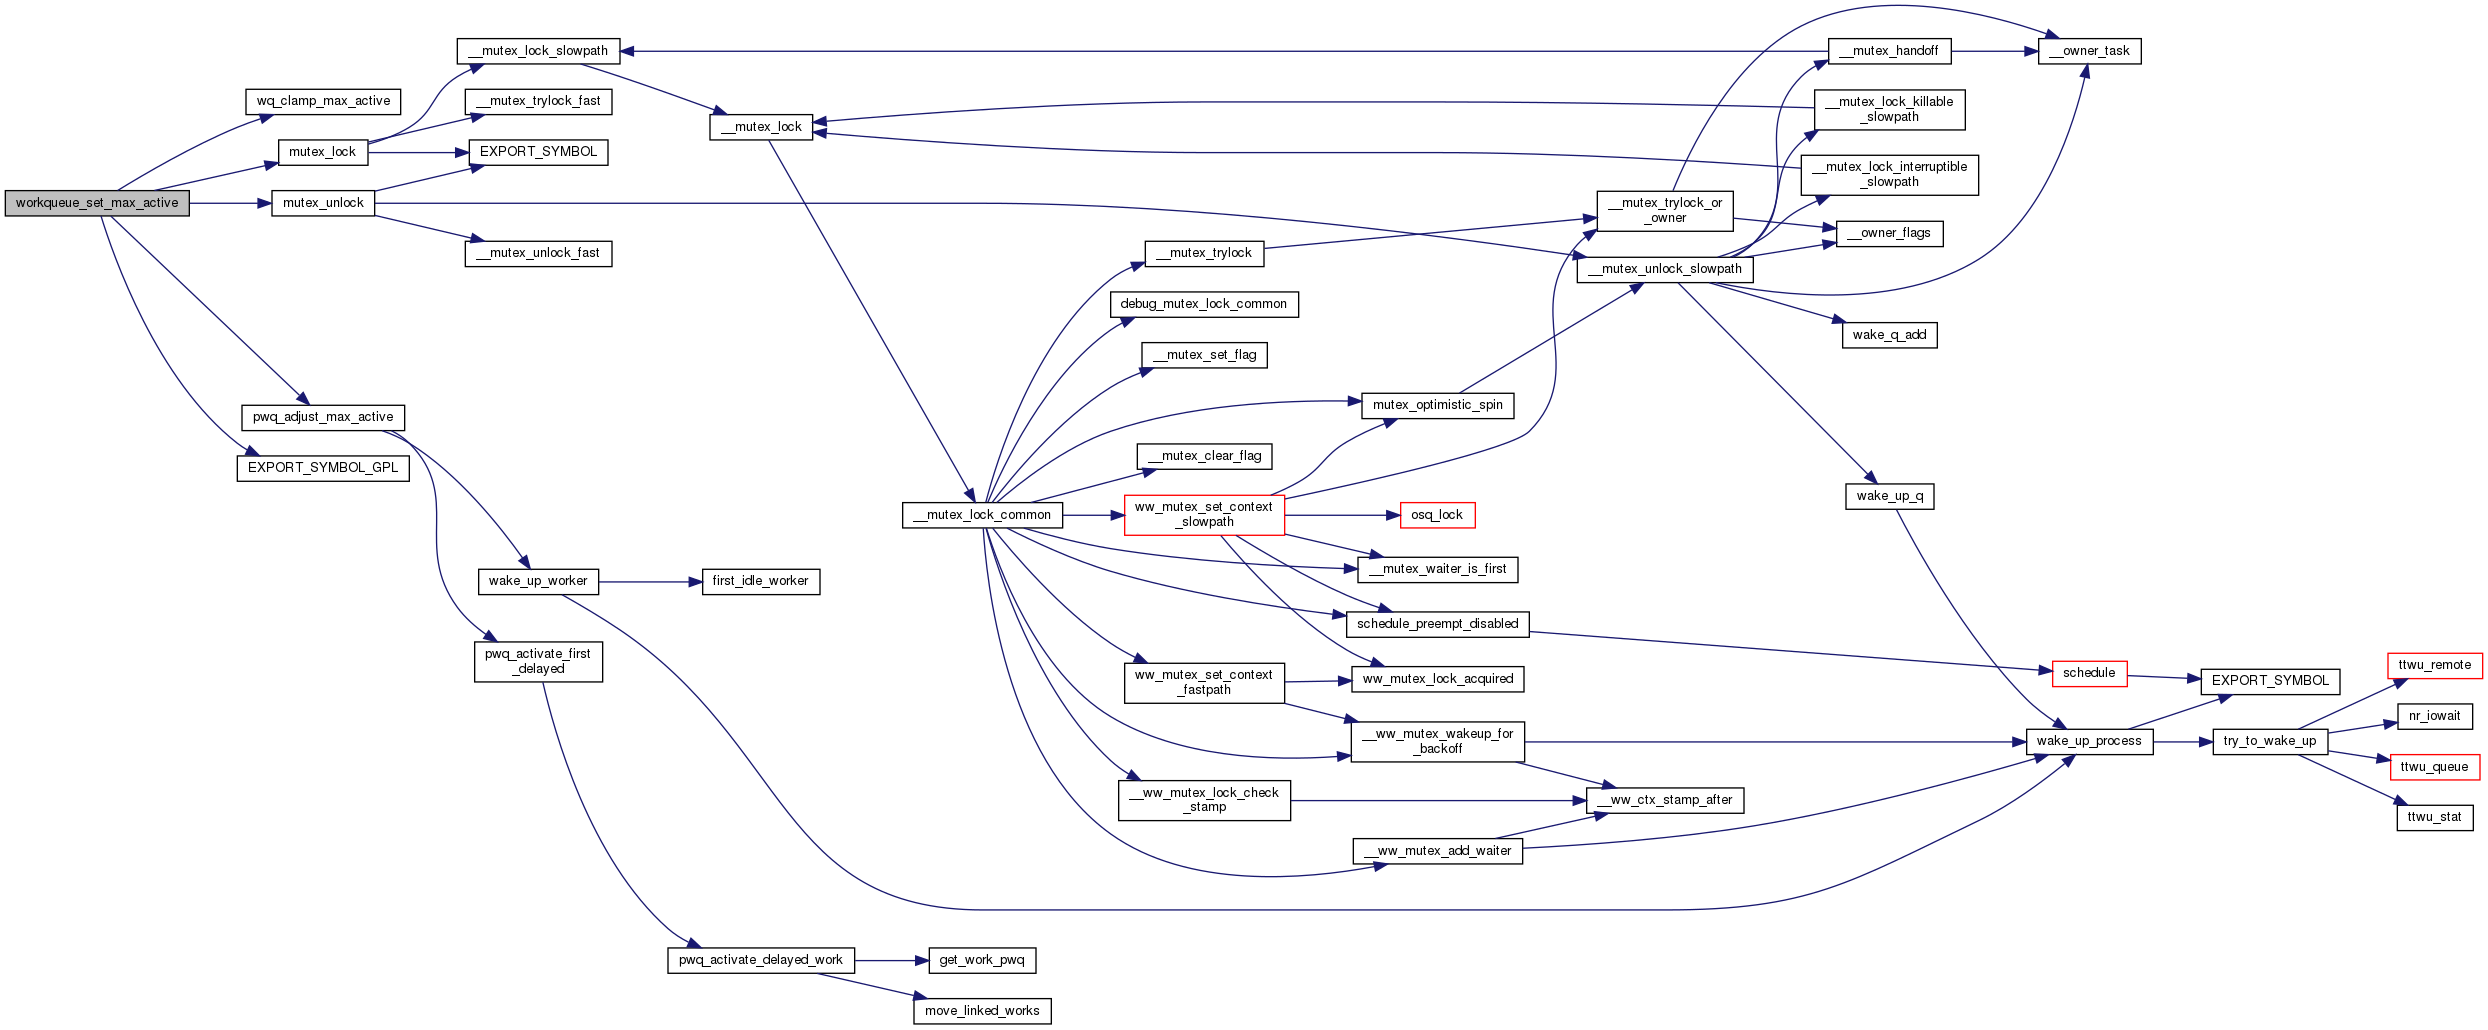 workqueue_set_max_active
wq_clamp_max_active
mutex_lock
mutex_unlock
pwq_adjust_max_active
EXPORT_SYMBOL_GPL
__mutex_lock_slowpath
__mutex_trylock_fast
EXPORT_SYMBOL
__mutex_unlock_fast
wake_up_worker
pwq_activate_first
_delayed
__mutex_lock
first_idle_worker
pwq_activate_delayed_work
__mutex_lock_common
get_work_pwq
move_linked_works
__mutex_trylock
debug_mutex_lock_common
__mutex_set_flag
__mutex_clear_flag
ww_mutex_set_context
_slowpath
ww_mutex_set_context
_fastpath
__ww_mutex_lock_check
_stamp
mutex_optimistic_spin
osq_lock
__mutex_waiter_is_first
schedule_preempt_disabled
ww_mutex_lock_acquired
__ww_mutex_wakeup_for
_backoff
__ww_mutex_add_waiter
__mutex_trylock_or
_owner
__mutex_unlock_slowpath
__ww_ctx_stamp_after
__mutex_handoff
__mutex_lock_killable
_slowpath
__mutex_lock_interruptible
_slowpath
__owner_flags
wake_q_add
wake_up_q
__owner_task
schedule
wake_up_process
EXPORT_SYMBOL
try_to_wake_up
ttwu_remote
nr_iowait
ttwu_queue
ttwu_stat